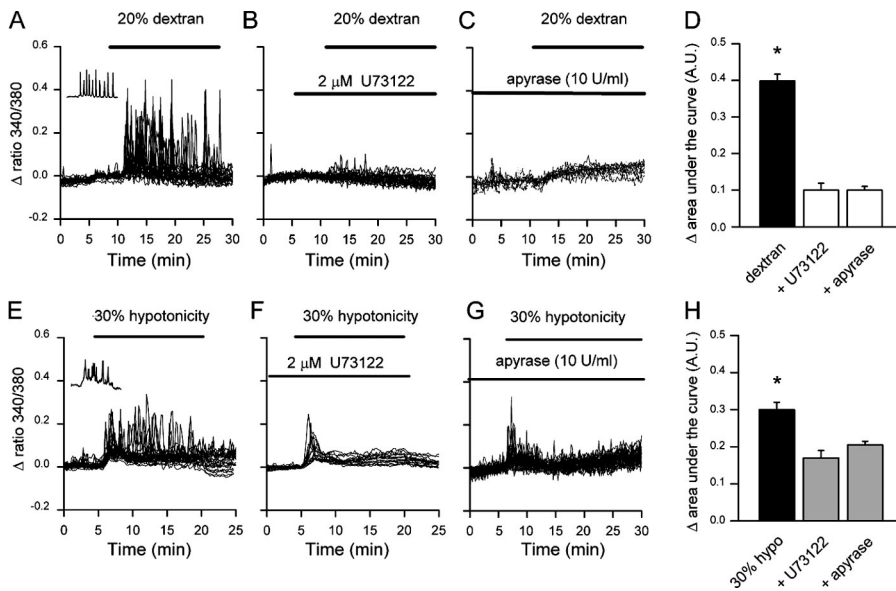 A
20% dextran
0.6
0.4
0.2
0.0
-0.2
Δ ratio 340/380
0 5 10 15 20 25 30
Time (min)
B
20% dextran
2 μM U73122
0 5 10 15 20 25 30
Time (min)
C
20% dextran
apyrase (10 U/ml)
0 5 10 15 20 25 30
Time (min)
D
Δ area under the curve (A.U.)
0.5
0.4
0.3
0.2
0.1
0.0
*
dextran
+ U73122
+ apyrase
E
30% hypotonicity
0.6
0.4
0.2
0.0
-0.2
Δ ratio 340/380
0 5 10 15 20 25
Time (min)
F
30% hypotonicity
2 μM U73122
0 5 10 15 20 25
Time (min)
G
30% hypotonicity
apyrase (10 U/ml)
0 5 10 15 20 25 30
Time (min)
H
Δ area under the curve (A.U.)
0.5
0.4
0.3
0.2
0.1
0.0
*
30% hypo
+ U73122
+ apyrase